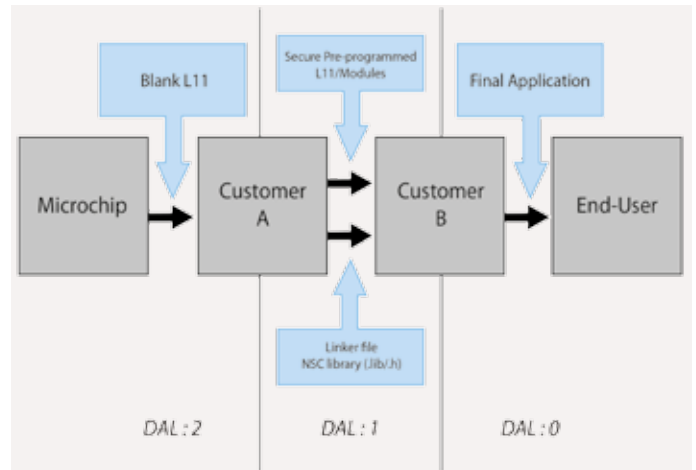 Blank L11
Secure Pre-programmed
L11/Modules
Final Application
Microchip
Customer
A
Customer
B
End-User
Linker file
NSC library (.lib/.h)
DAL : 2
DAL : 1
DAL : 0